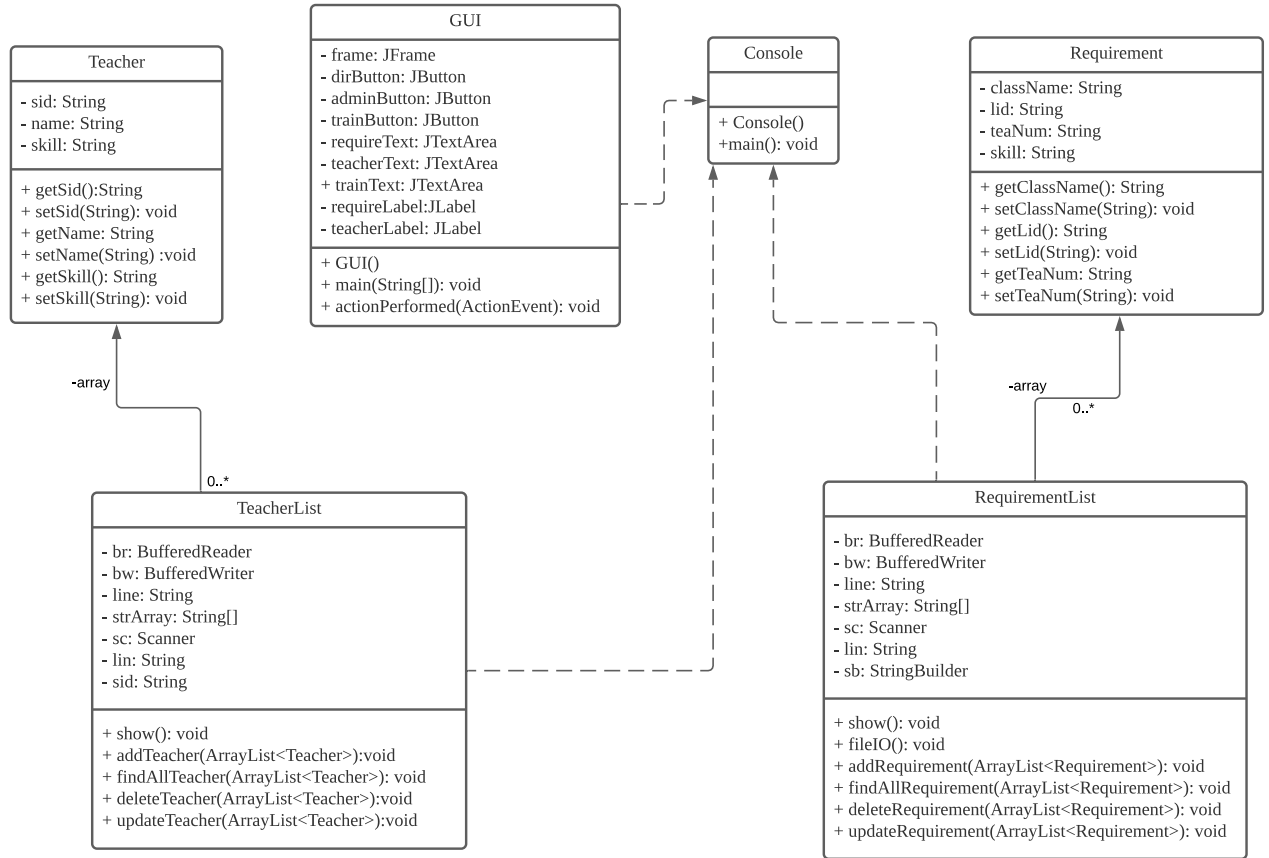 Teacher
- sid: String
- name: String
- skill: String
+ getSid():String
+ setSid(String): void
+ getName: String
+ setName(String) :void
+ getSkill(): String
+ setSkill(String): void
GUI
- frame: JFrame
- dirButton: JButton
- adminButton: JButton
- trainButton: JButton
- requireText: JTextArea
- teacherText: JTextArea
+ trainText: JTextArea
- requireLabel:JLabel
- teacherLabel: JLabel
+ GUI()
+ main(String[]): void
+ actionPerformed(ActionEvent): void
Console
+ Console()
+main(): void
Requirement
- className: String
- lid: String
- teaNum: String
- skill: String
+ getClassName(): String
+ setClassName(String): void
+ getLid(): String
+ setLid(String): void
+ getTeaNum: String
+ setTeaNum(String): void
-array
0..*
-array
0..*
TeacherList
- br: BufferedReader
- bw: BufferedWriter
- line: String
- strArray: String[]
- sc: Scanner
- lin: String
- sid: String
+ show(): void
+ addTeacher(ArrayList<Teacher>):void
+ findAllTeacher(ArrayList<Teacher>): void
+ deleteTeacher(ArrayList<Teacher>):void
+ updateTeacher(ArrayList<Teacher>):void
RequirementList
- br: BufferedReader
- bw: BufferedWriter
- line: String
- strArray: String[]
- sc: Scanner
- lin: String
- sb: StringBuilder
+ show(): void
+ fileIO(): void
+ addRequirement(ArrayList<Requirement>): void
+ findAllRequirement(ArrayList<Requirement>): void
+ deleteRequirement(ArrayList<Requirement>): void
+ updateRequirement(ArrayList<Requirement>): void